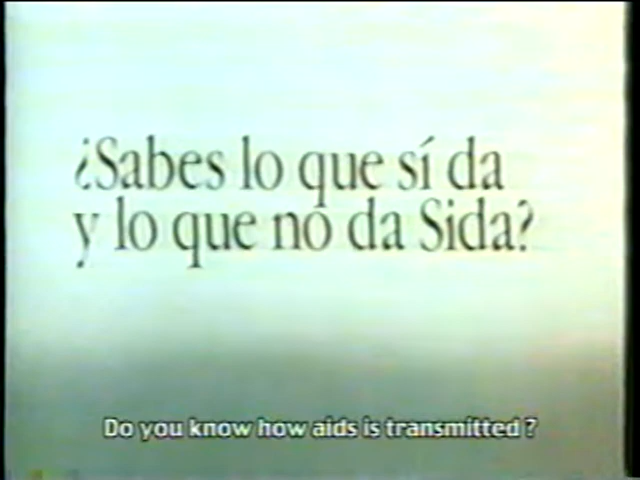 ¿Sabes lo que sí da
y lo que no da Sida?
Do you know how aids is transmitted ?